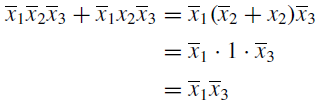 x̅₁x̅₂x̅₃ + x̅₁x₂x̅₃ = x̅₁(x̅₂ + x₂)x̅₃
= x̅₁ · 1 · x̅₃
= x̅₁x̅₃